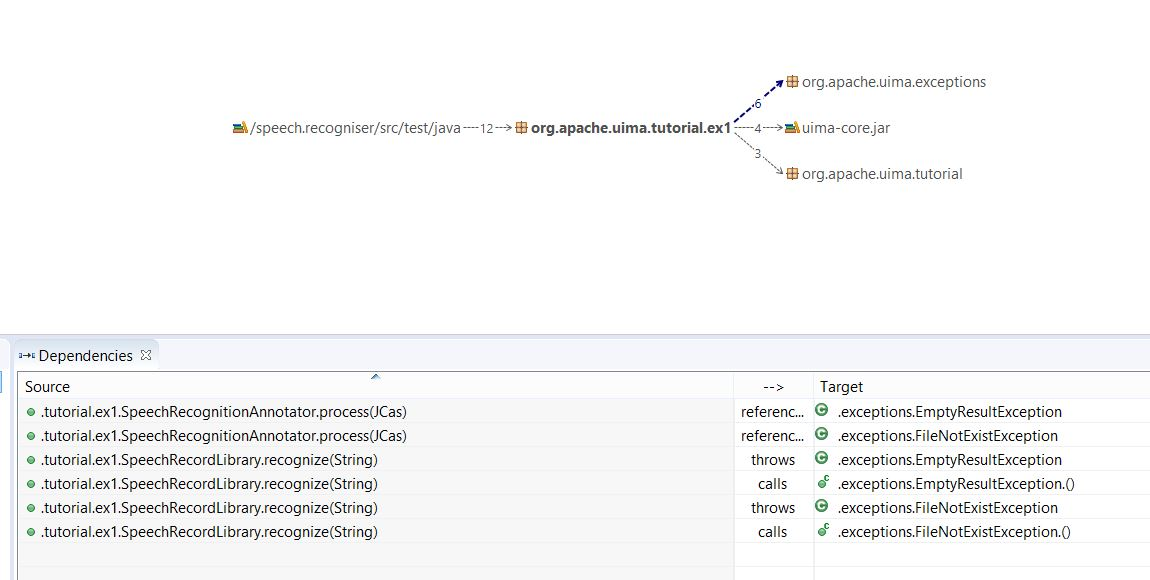 org.apache.uima.exceptions
6
/speech.recogniser/src/test/java 12 org.apache.uima.tutorial.ex1 4 uima-core.jar
3
org.apache.uima.tutorial
Dependencies
Source --> Target
.tutorial.ex1.SpeechRecognitionAnnotator.process(JCas) referenc... .exceptions.EmptyResultException
.tutorial.ex1.SpeechRecognitionAnnotator.process(JCas) referenc... .exceptions.FileNotExistException
.tutorial.ex1.SpeechRecordLibrary.recognize(String) throws .exceptions.EmptyResultException
.tutorial.ex1.SpeechRecordLibrary.recognize(String) calls .exceptions.EmptyResultException.()
.tutorial.ex1.SpeechRecordLibrary.recognize(String) throws .exceptions.FileNotExistException
.tutorial.ex1.SpeechRecordLibrary.recognize(String) calls .exceptions.FileNotExistException.()